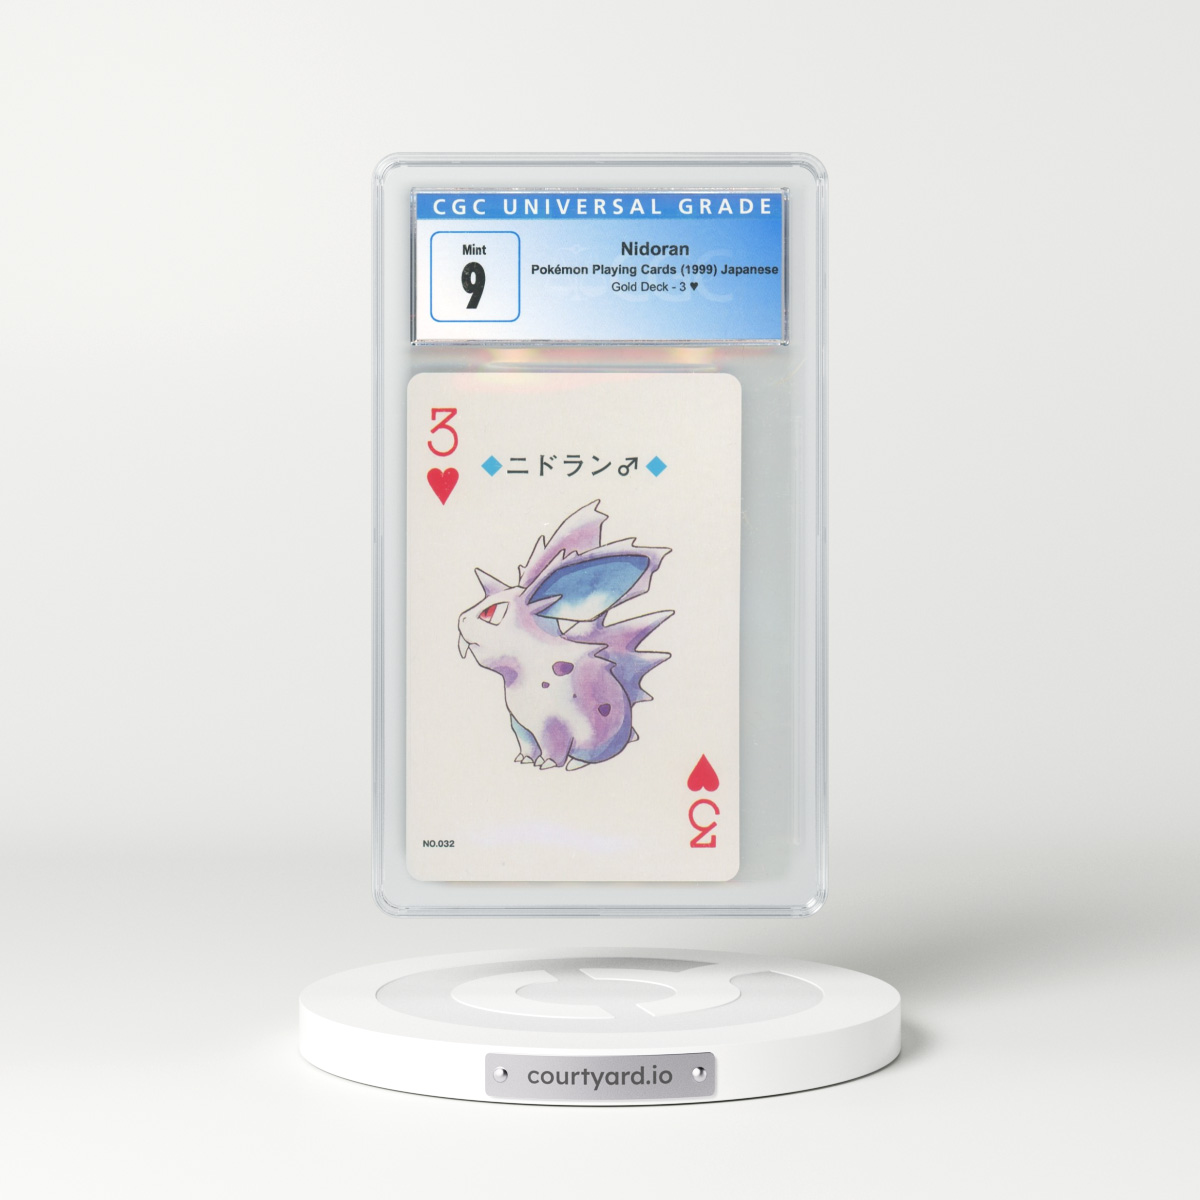 CGC UNIVERSAL GRADE
Mint
9
Nidoran
Pokémon Playing Cards (1999) Japanese
Gold Deck - 3 ♥
3
♥
◆ニドラン♂◆
NO.032
♥
3
courtyard.io